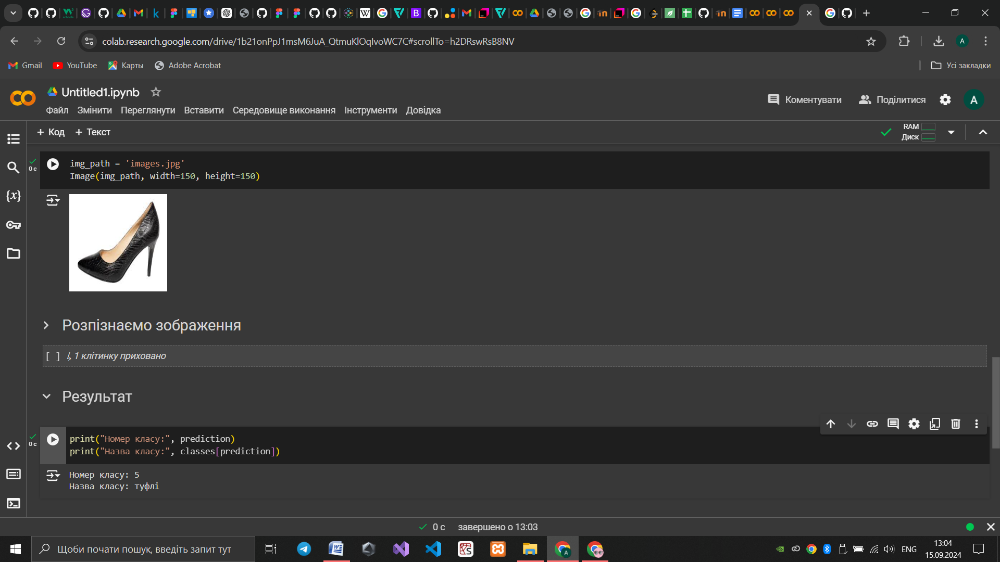 colab.research.google.com/drive/1b21onPpJ1msM6JuA_QtmuKlOqIvoWC7C#scrollTo=h2DRswRsB8NV
A
Gmail
YouTube
Карты
Adobe Acrobat
Усі закладки
Untitled1.ipynb
Коментувати
Поділитися
A
Файл Змінити Переглянути Вставити Середовище виконання Інструменти Довідка
+ Код + Текст
RAM
Диск
0 с
img_path = 'images.jpg'
Image(img_path, width=150, height=150)
Розпізнаємо зображення
[ ] ↳ 1 клітинку приховано
Результат
0 с
print("Номер класу:", prediction)
print("Назва класу:", classes[prediction])
Номер класу: 5
Назва класу: туфлі
0 с завершено о 13:03
Щоби почати пошук, введіть запит тут
ENG
13:04
15.09.2024